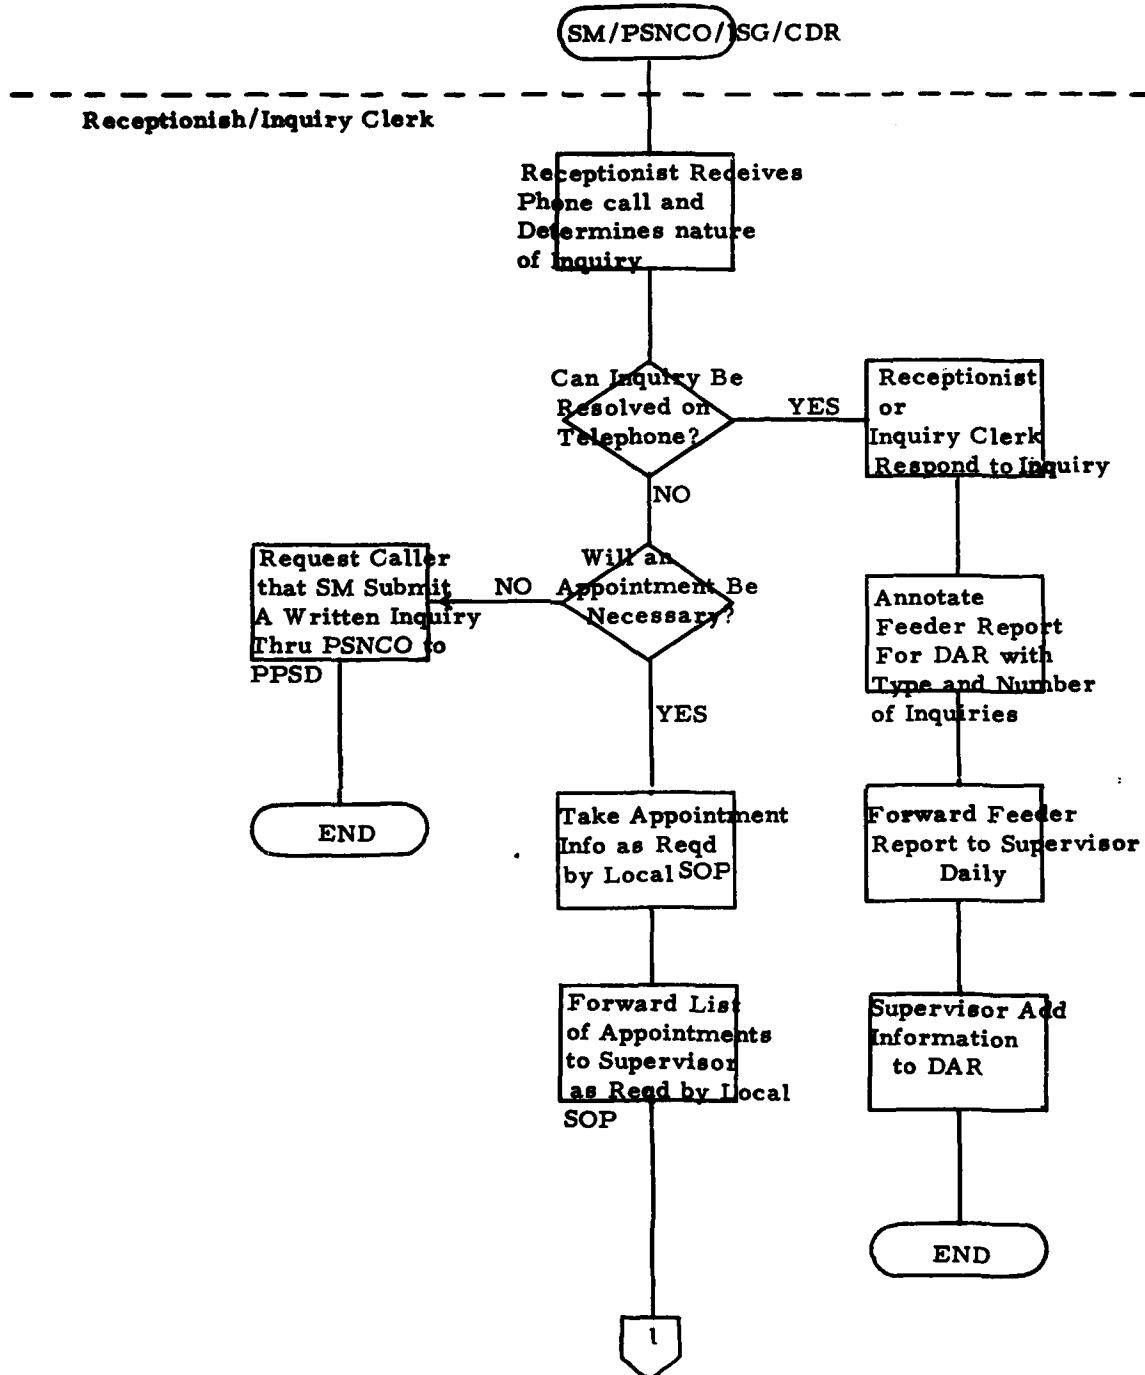 SM/PSNCO/1SG/CDR
Receptionish/Inquiry Clerk
Receptionist Receives
Phone call and
Determines nature
of Inquiry
Can Inquiry Be
Resolved on
Telephone?
YES
Receptionist
or
Inquiry Clerk
Respond to Inquiry
NO
Request Caller
that SM Submit
A Written Inquiry
Thru PSNCO to
PPSD
NO
Will an
Appointment Be
Necessary?
Annotate
Feeder Report
For DAR with
Type and Number
of Inquiries
YES
END
Take Appointment
Info as Reqd
by Local SOP
Forward Feeder
Report to Supervisor
Daily
Forward List
of Appointments
to Supervisor
as Reqd by Local
SOP
Supervisor Add
Information
to DAR
END
1